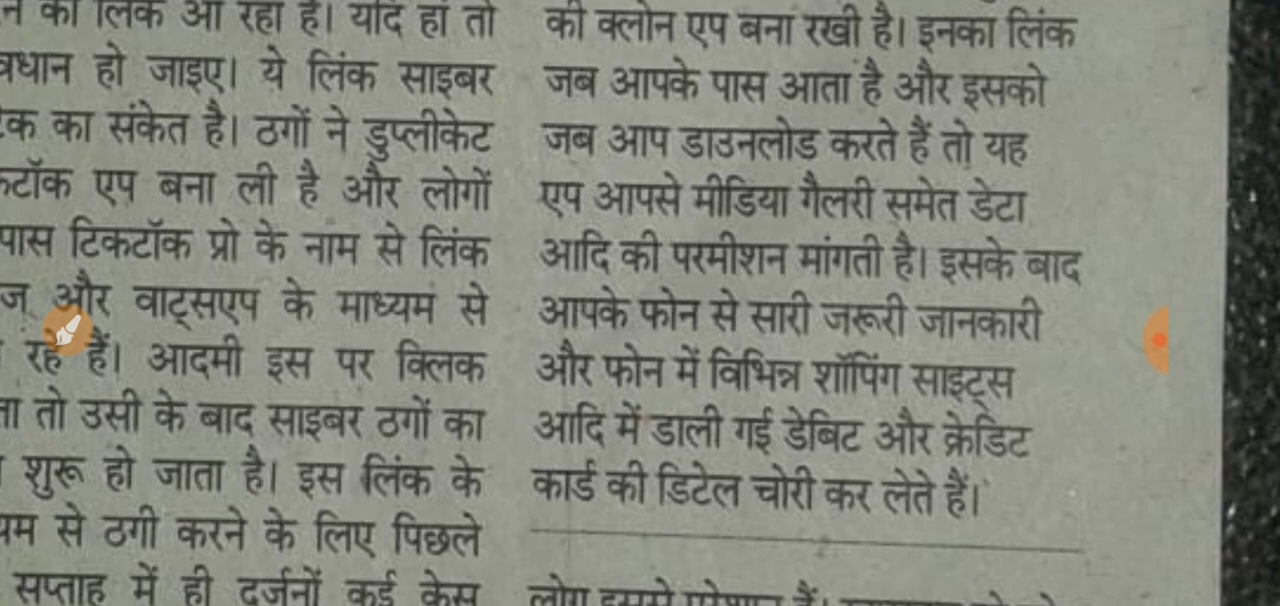 का लिंक आ रहा है। यदि हां तो
हो जाइए। ये लिंक साइबर
का संकेत है। ठगों ने डुप्लीकेट
एप बना ली है और लोगों
पास टिकटॉक प्रो के नाम से लिंक
और वाट्सएप के माध्यम से
रहे हैं। आदमी इस पर क्लिक
तो उसी के बाद साइबर ठगों का
शुरू हो जाता है। इस लिंक के
से ठगी करने के लिए पिछले
सप्ताह में ही दर्जनों कई केस
की क्लोन एप बना रखी है। इनका लिंक
जब आपके पास आता है और इसको
जब आप डाउनलोड करते हैं तो यह
एप आपसे मीडिया गैलरी समेत डेटा
आदि की परमीशन मांगती है। इसके बाद
आपके फोन से सारी जरूरी जानकारी
और फोन में विभिन्न शॉपिंग साइट्स
आदि में डाली गई डेबिट और क्रेडिट
कार्ड की डिटेल चोरी कर लेते हैं।